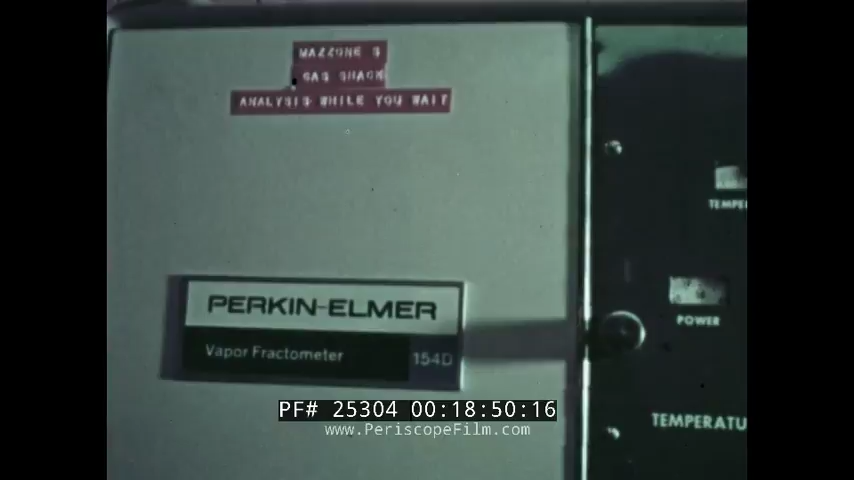 MAZZONE S
GAS SHACK
ANALYSIS WHILE YOU WAIT
PERKIN-ELMER
Vapor Fractometer 154D
POWER
PF# 25304 00:18:50:16
www.PeriscopeFilm.com